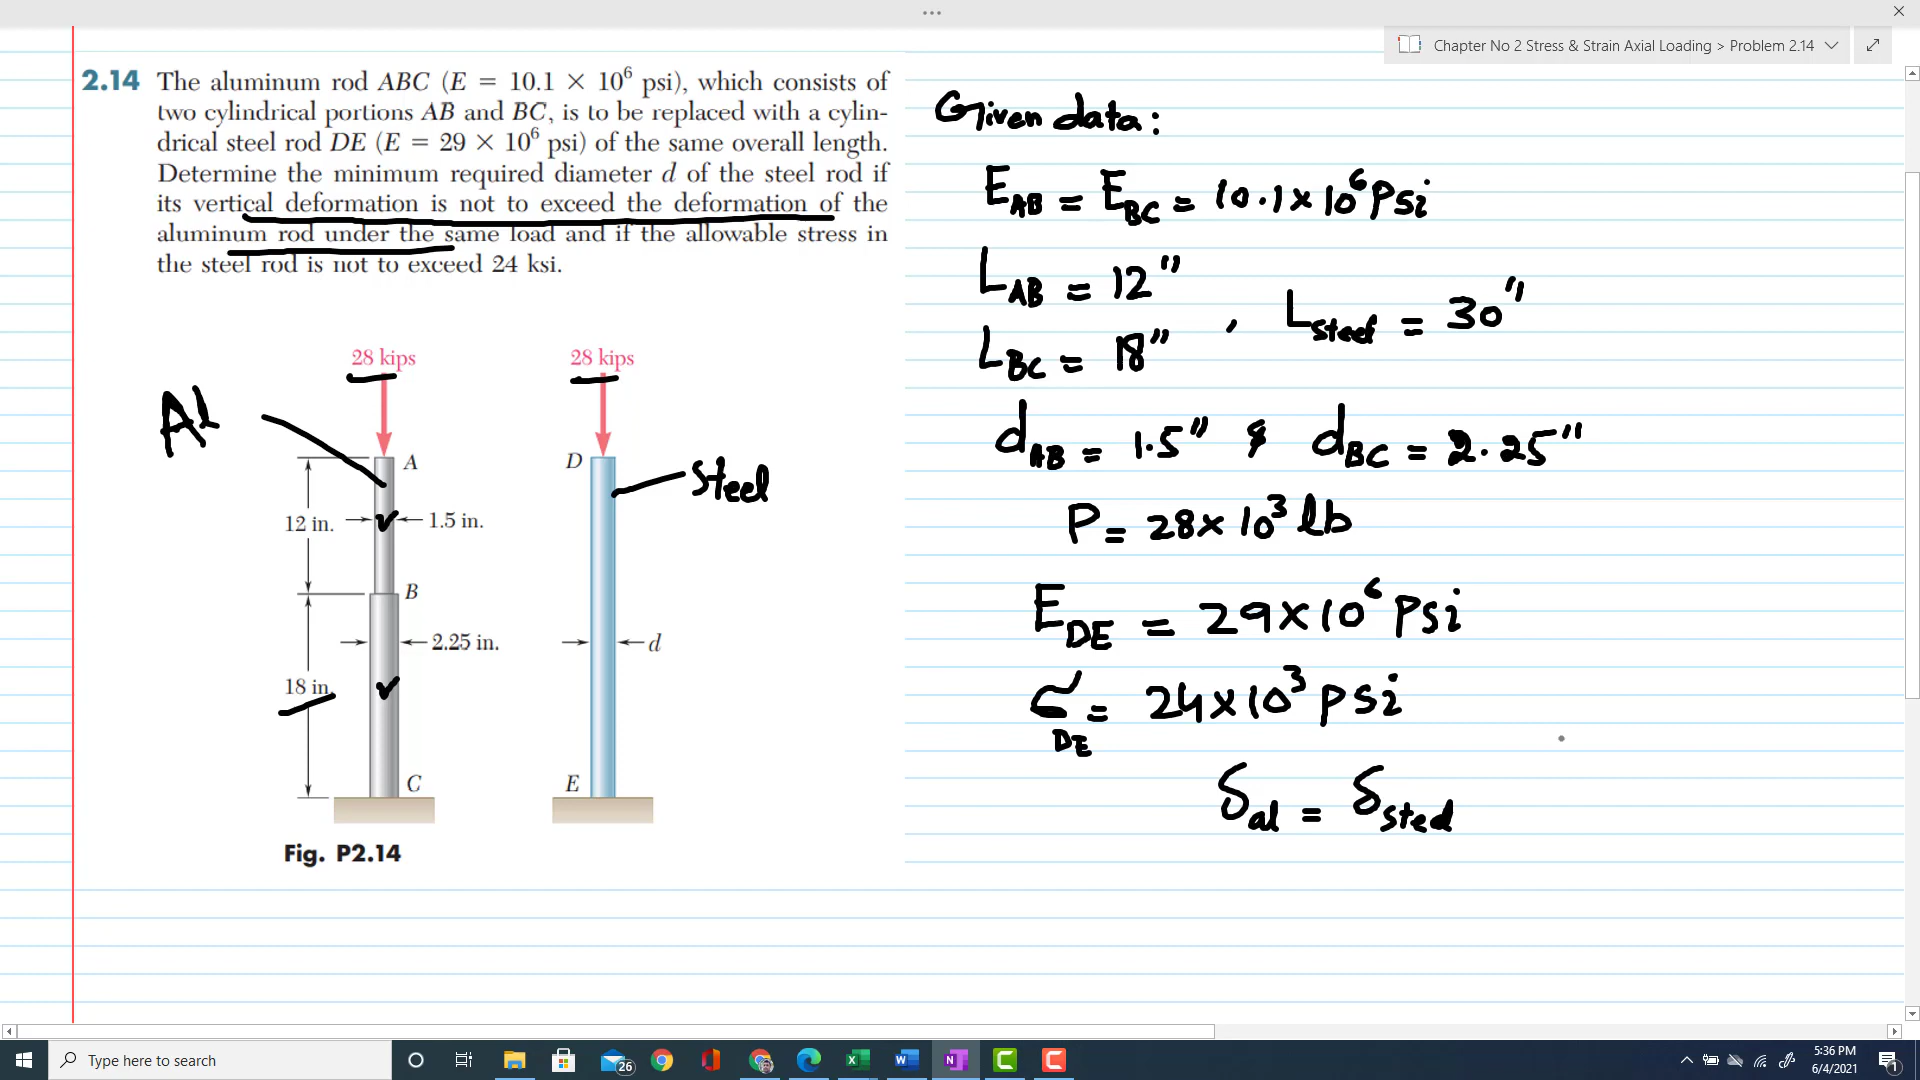 Chapter No 2 Stress & Strain Axial Loading > Problem 2.14
2.14 The aluminum rod ABC (E = 10.1 × 10⁶ psi), which consists of
two cylindrical portions AB and BC, is to be replaced with a cylin-
drical steel rod DE (E = 29 × 10⁶ psi) of the same overall length.
Determine the minimum required diameter d of the steel rod if
its vertical deformation is not to exceed the deformation of the
aluminum rod under the same load and if the allowable stress in
the steel rod is not to exceed 24 ksi.
28 kips
28 kips
Al
A
D
steel
12 in.
1.5 in.
B
2.25 in.
d
18 in.
C
E
Fig. P2.14
Given data:
E_AB = E_BC = 10.1 × 10⁶ Psi
L_AB = 12"
L_BC = 18" , L_steel = 30"
d_AB = 1.5" & d_BC = 2.25"
P = 28 × 10³ lb
E_DE = 29 × 10⁶ Psi
σ_DE = 24 × 10³ Psi
δ_al = δ_steel
Type here to search
26
5:36 PM
6/4/2021
1